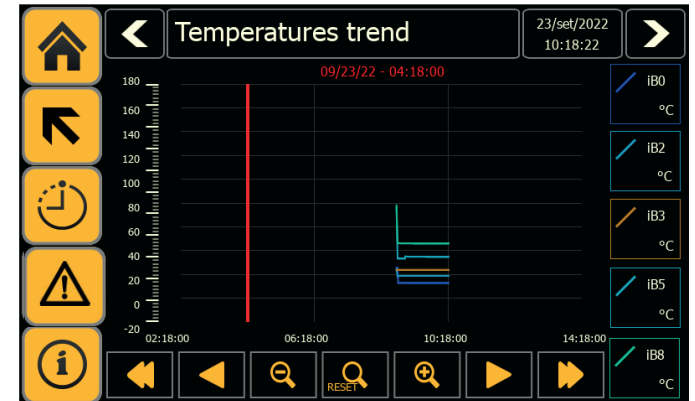 Temperatures trend
23/set/2022
10:18:22
09/23/22 - 04:18:00
180
160
140
120
100
80
60
40
20
0
-20
02:18:00
06:18:00
10:18:00
14:18:00
iB0
°C
iB2
°C
iB3
°C
iB5
°C
iB8
°C
RESET